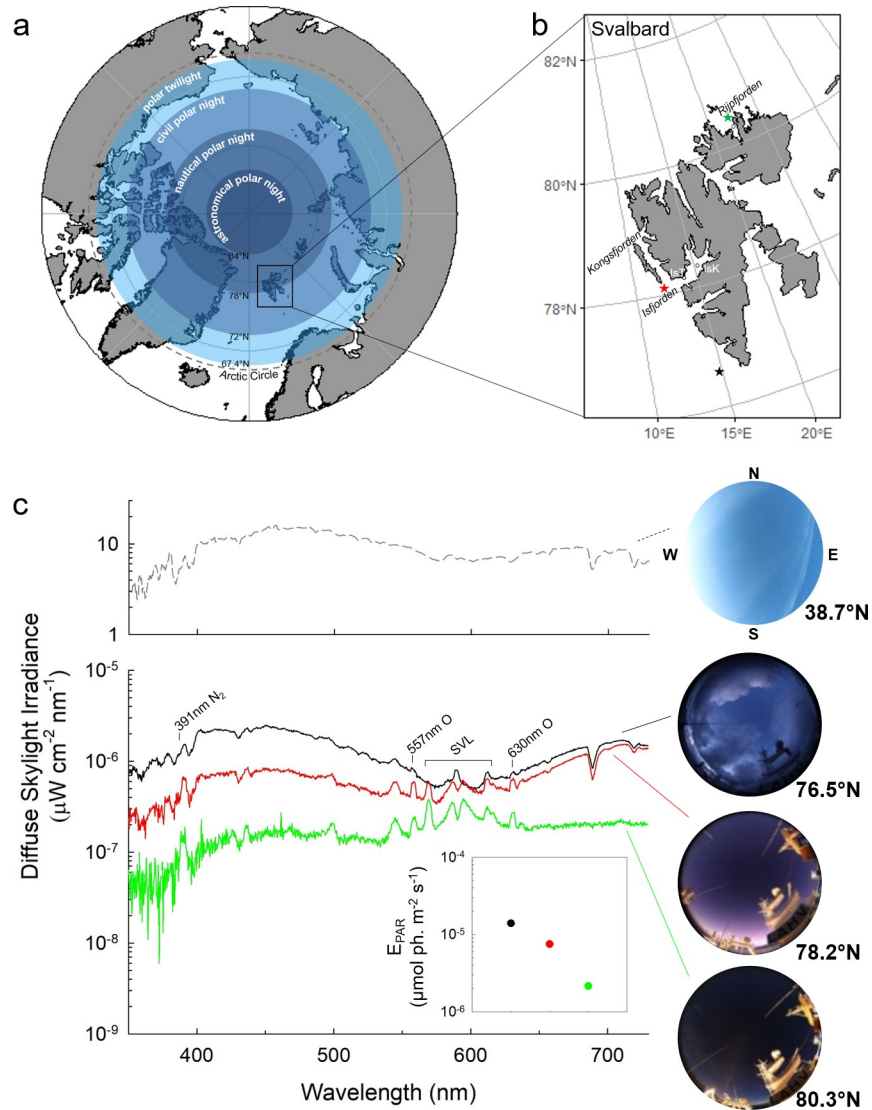 a
polar twilight
civil polar night
nautical polar night
astronomical polar night
84°N
78°N
72°N
67.4°N
Arctic Circle
b
Svalbard
82°N
80°N
78°N
Rijpfjorden
Kongsfjorden
IsT
IsK
Isfjorden
10°E
15°E
20°E
c
10
1
N
W
E
S
38.7°N
Diffuse Skylight Irradiance
(µW cm⁻² nm⁻¹)
10⁻⁵
10⁻⁶
10⁻⁷
10⁻⁸
10⁻⁹
391nm N₂
557nm O
SVL
630nm O
76.5°N
78.2°N
80.3°N
E_PAR
(µmol ph. m⁻² s⁻¹)
10⁻⁴
10⁻⁵
10⁻⁶
400
500
600
700
Wavelength (nm)